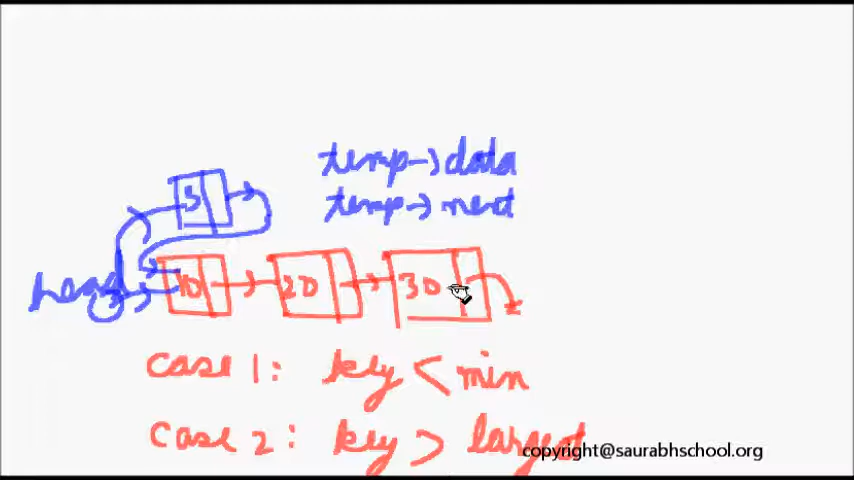 temp->data
5
temp->next
head 10 20 30
case 1: key < min
case 2: key > largest
copyright@saurabhschool.org